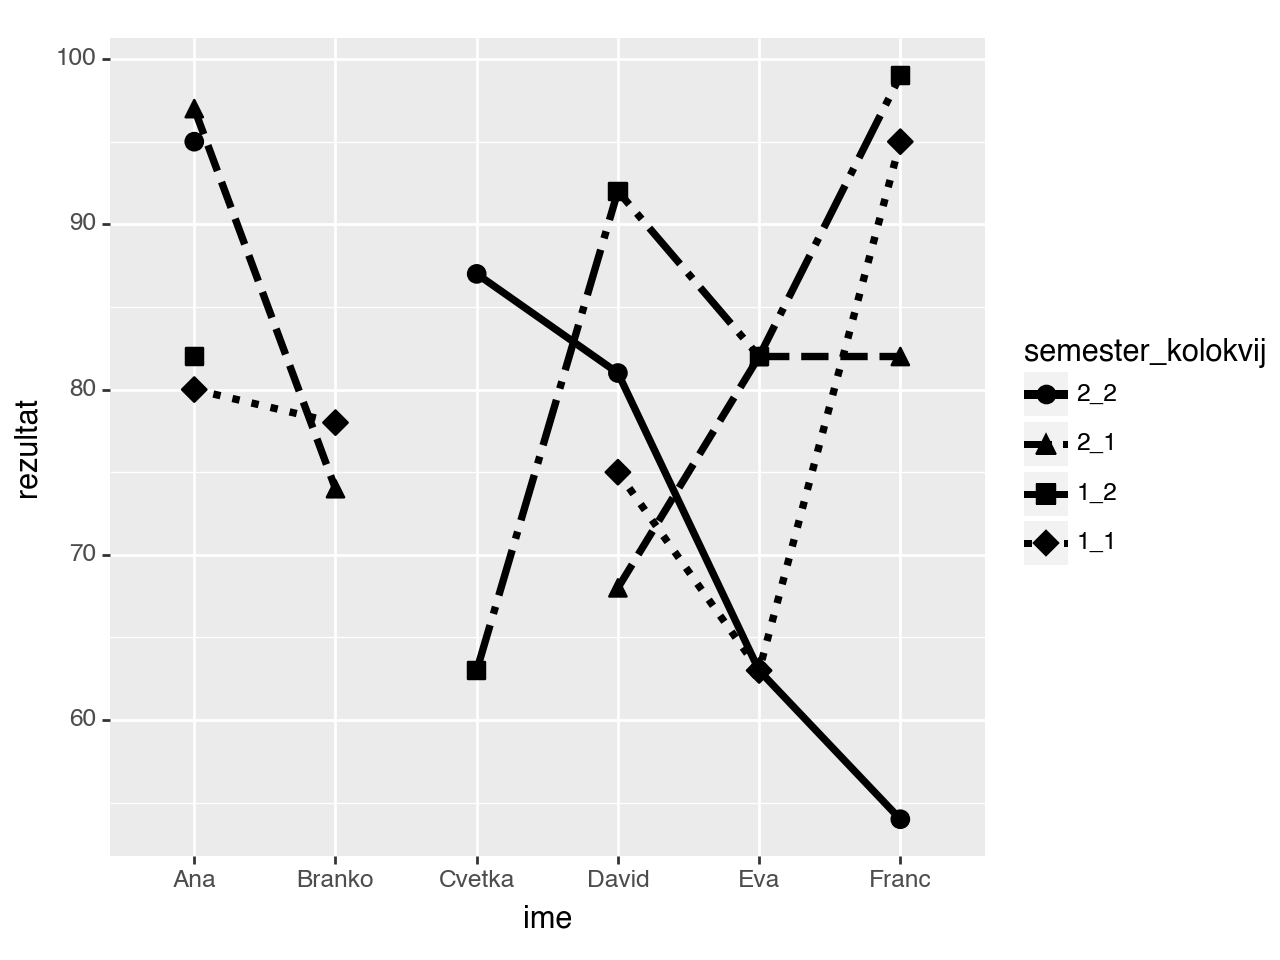 100
90
80
70
60
rezultat
Ana Branko Cvetka David Eva Franc
ime
semester_kolokvij
2_2
2_1
1_2
1_1